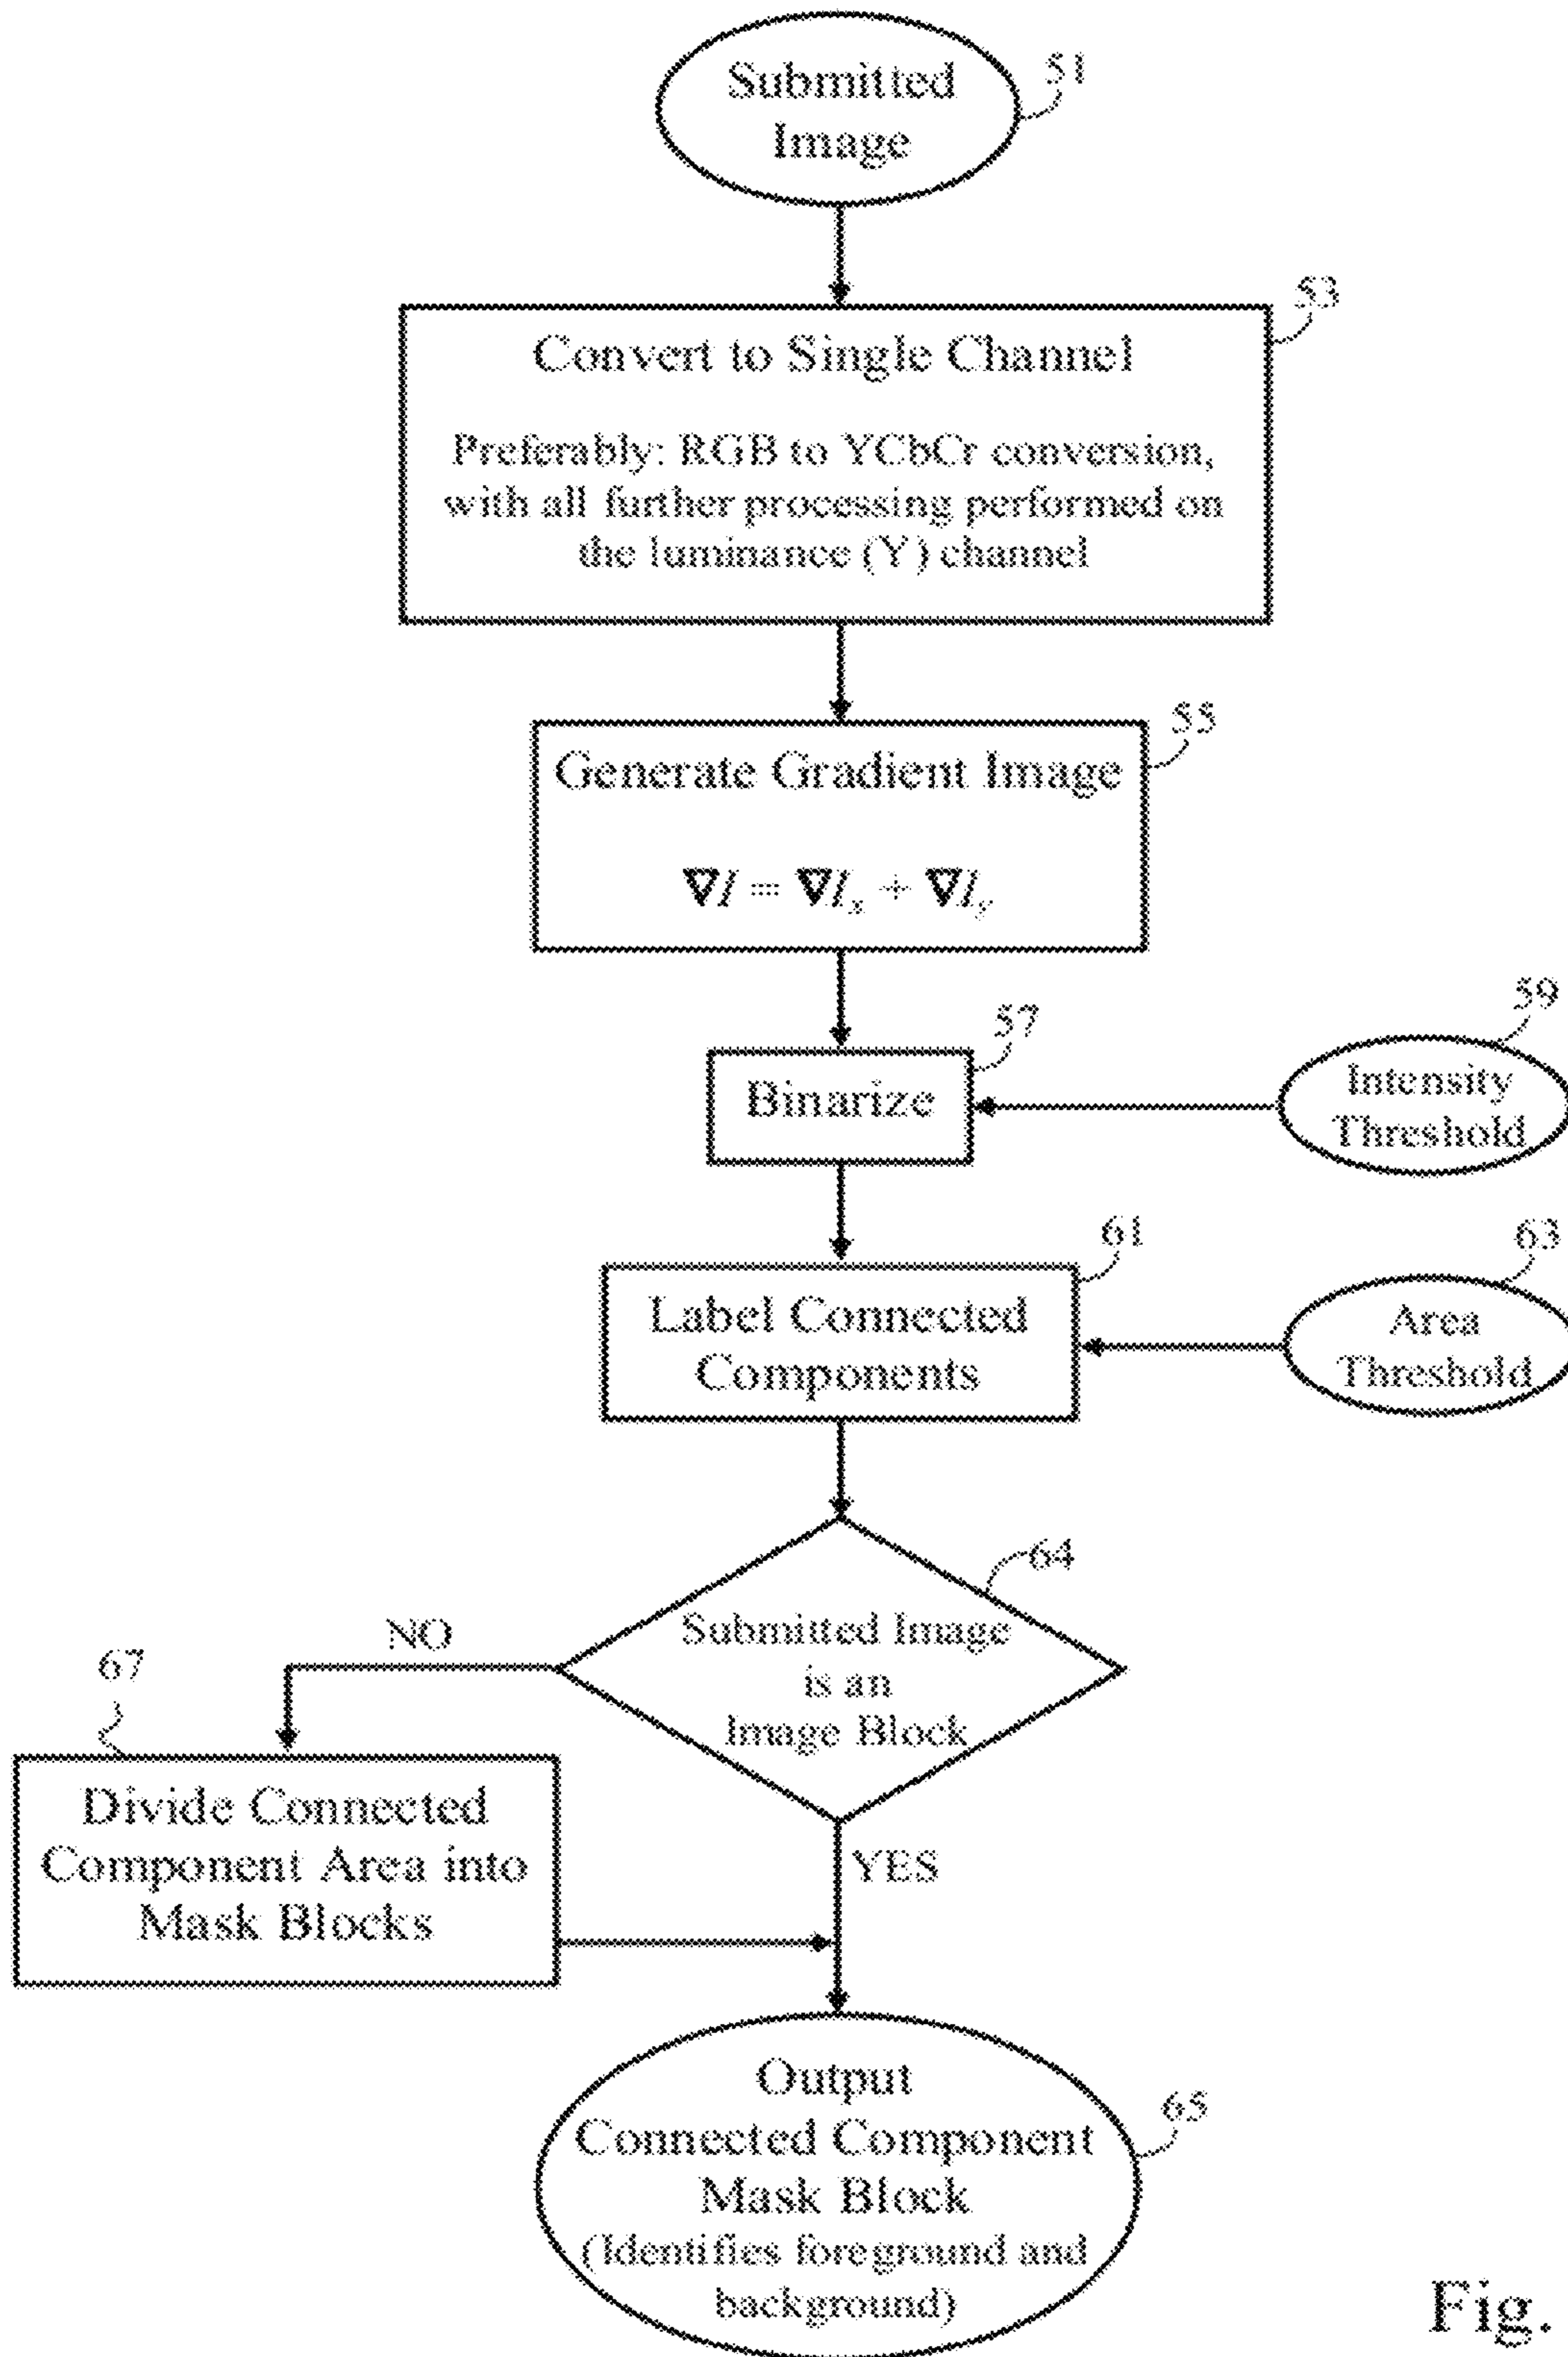 Submitted
Image
51
53
Convert to Single Channel
Preferably: RGB to YCbCr conversion,
with all further processing performed on
the luminance (Y) channel
55
Generate Gradient Image
∇I = ∇Iₓ + ∇Iᵧ
57
Binarize
59
Intensity
Threshold
61
Label Connected
Components
63
Area
Threshold
64
Submitted Image
is an
Image Block
NO
67
Divide Connected
Component Area into
Mask Blocks
YES
Output
Connected Component
Mask Block
(Identifies foreground and
background)
65
Fig.